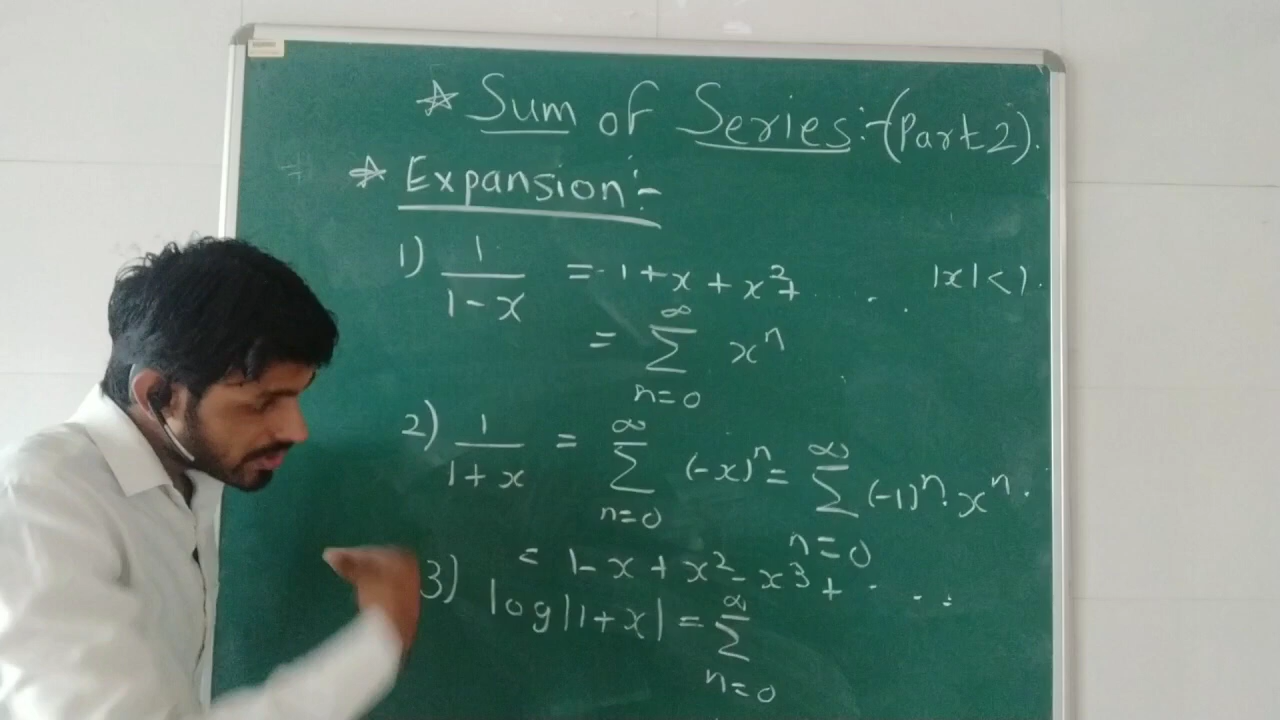 ☆ Sum of Series:-(Part 2).
☆ Expansion:-
1) 1/(1-x) = 1+x+x²+ . . . |x|<1.
= ∞∑n=0 xⁿ
2) 1/(1+x) = ∞∑n=0 (-x)ⁿ = ∞∑n=0 (-1)ⁿ. xⁿ.
= 1-x+x²-x³+ . . .
3) log|1+x| = ∞∑n=0